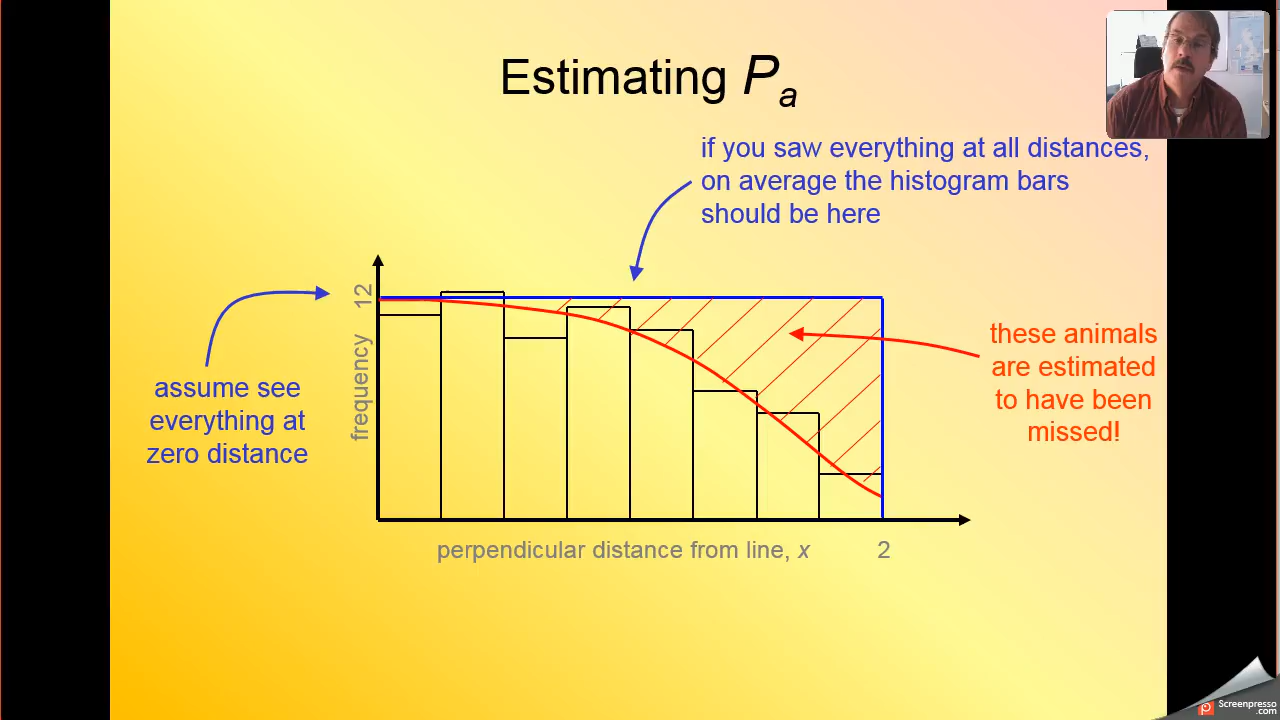 Estimating Pa
if you saw everything at all distances,
on average the histogram bars
should be here
12
frequency
assume see
everything at
zero distance
these animals
are estimated
to have been
missed!
perpendicular distance from line, x
2
Screenpresso
.com